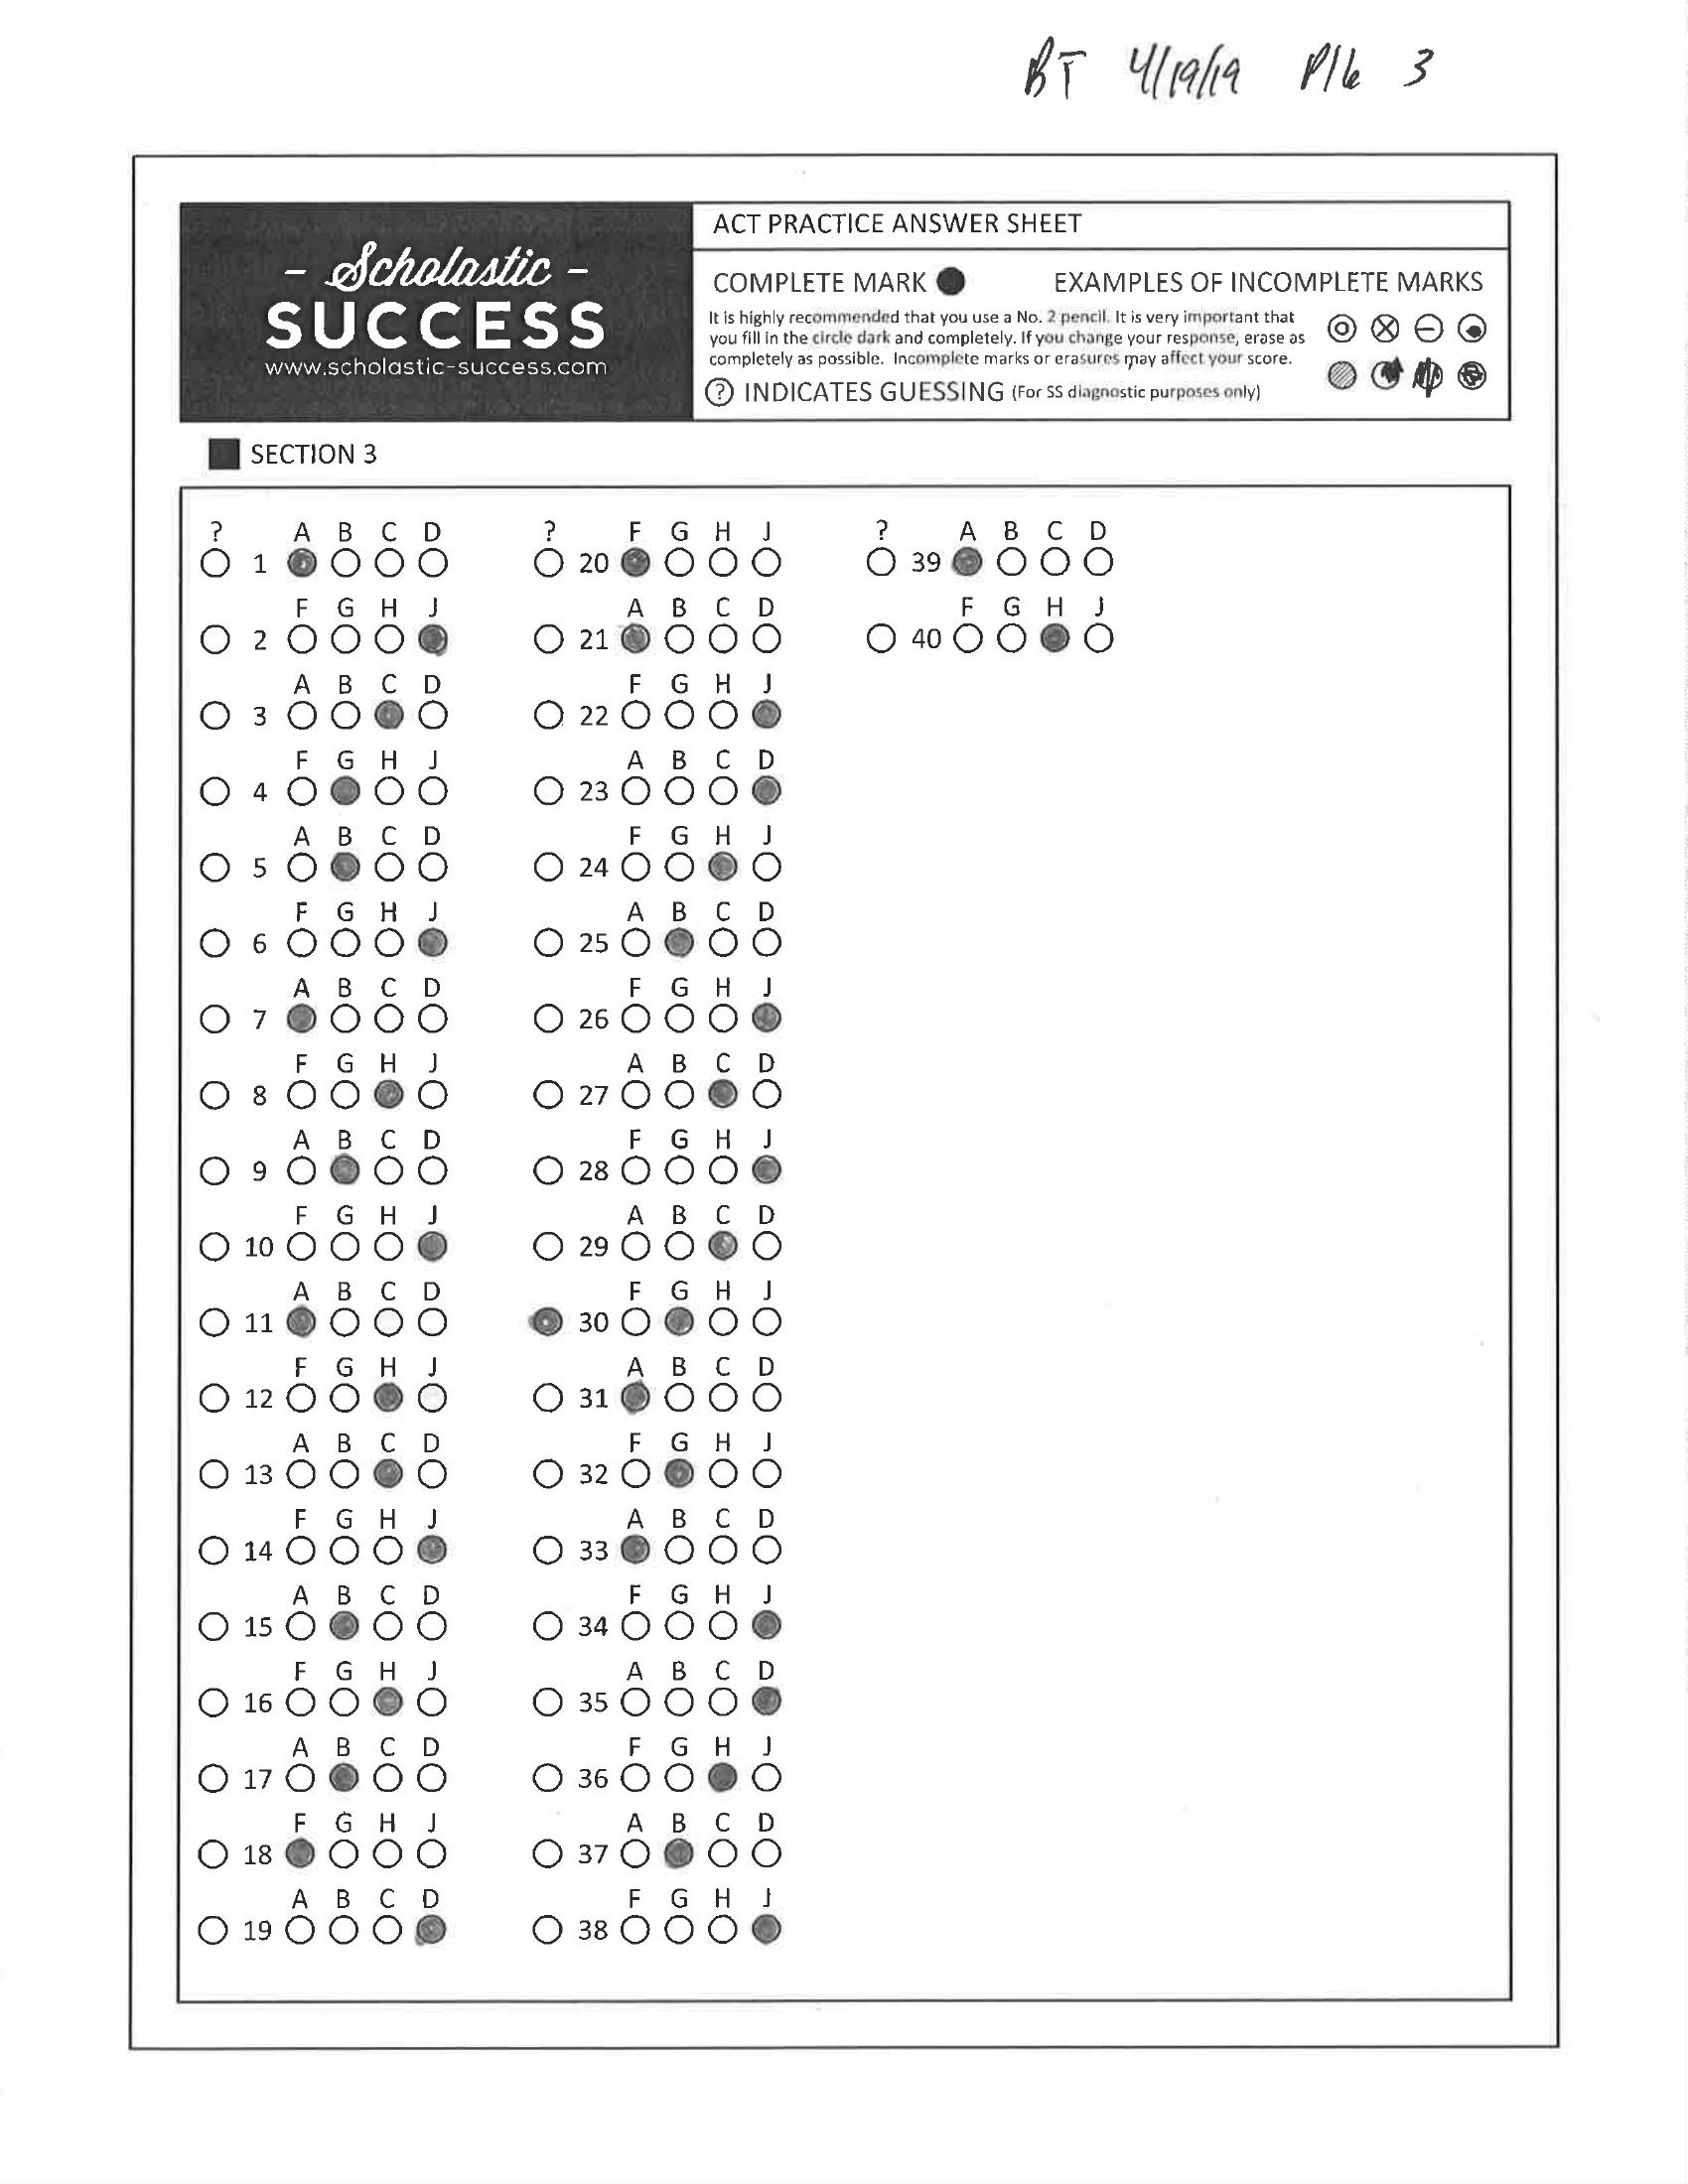 BT 4/19/19 P16 3
- Scholastic -
SUCCESS
www.scholastic-success.com
ACT PRACTICE ANSWER SHEET
COMPLETE MARK EXAMPLES OF INCOMPLETE MARKS
It is highly recommended that you use a No. 2 pencil. It is very important that
you fill in the circle dark and completely. If you change your response, erase as
completely as possible. Incomplete marks or erasures may affect your score.
? INDICATES GUESSING (For SS diagnostic purposes only)
SECTION 3
? A B C D
1
F G H J
2
A B C D
3
F G H J
4
A B C D
5
F G H J
6
A B C D
7
F G H J
8
A B C D
9
F G H J
10
A B C D
11
F G H J
12
A B C D
13
F G H J
14
A B C D
15
F G H J
16
A B C D
17
F G H J
18
A B C D
19
? F G H J
20
A B C D
21
F G H J
22
A B C D
23
F G H J
24
A B C D
25
F G H J
26
A B C D
27
F G H J
28
A B C D
29
F G H J
30
A B C D
31
F G H J
32
A B C D
33
F G H J
34
A B C D
35
F G H J
36
A B C D
37
F G H J
38
? A B C D
39
F G H J
40